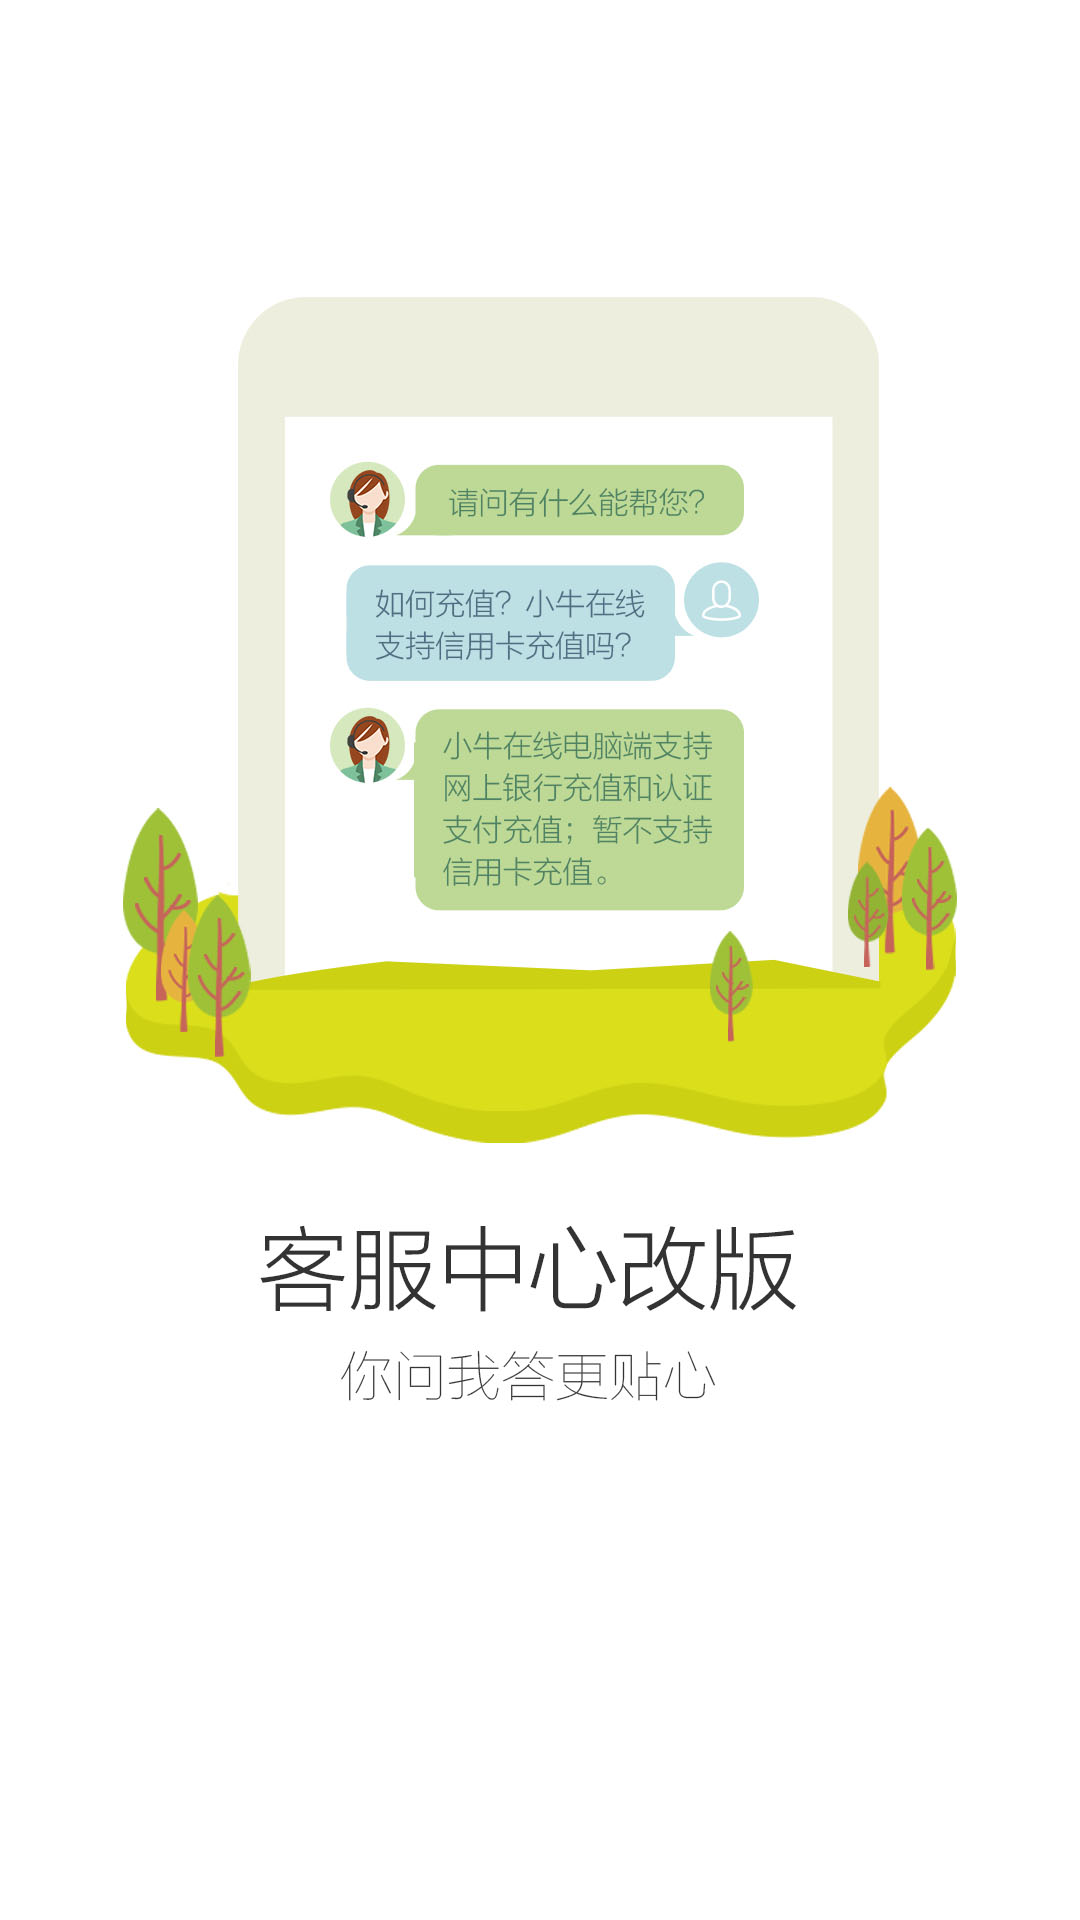 请问有什么能帮您?
如何充值? 小牛在线
支持信用卡充值吗?
小牛在线电脑端支持
网上银行充值和认证
支付充值；暂不支持
信用卡充值。
客服中心改版
你问我答更贴心